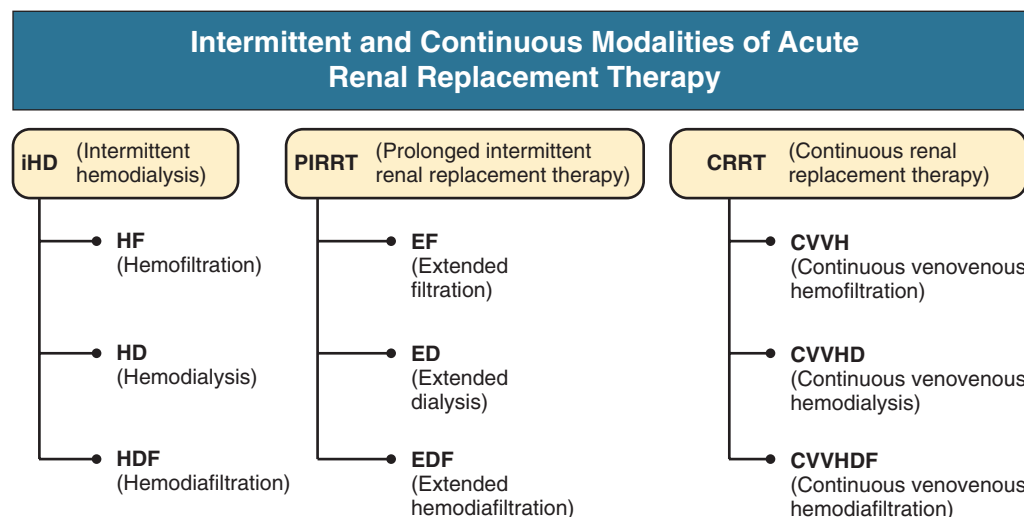 Intermittent and Continuous Modalities of Acute
Renal Replacement Therapy
iHD (Intermittent
hemodialysis)
HF
(Hemofiltration)
HD
(Hemodialysis)
HDF
(Hemodiafiltration)
PIRRT (Prolonged intermittent
renal replacement therapy)
EF
(Extended
filtration)
ED
(Extended
dialysis)
EDF
(Extended
hemodiafiltration)
CRRT (Continuous renal
replacement therapy)
CVVH
(Continuous venovenous
hemofiltration)
CVVHD
(Continuous venovenous
hemodialysis)
CVVHDF
(Continuous venovenous
hemodiafiltration)